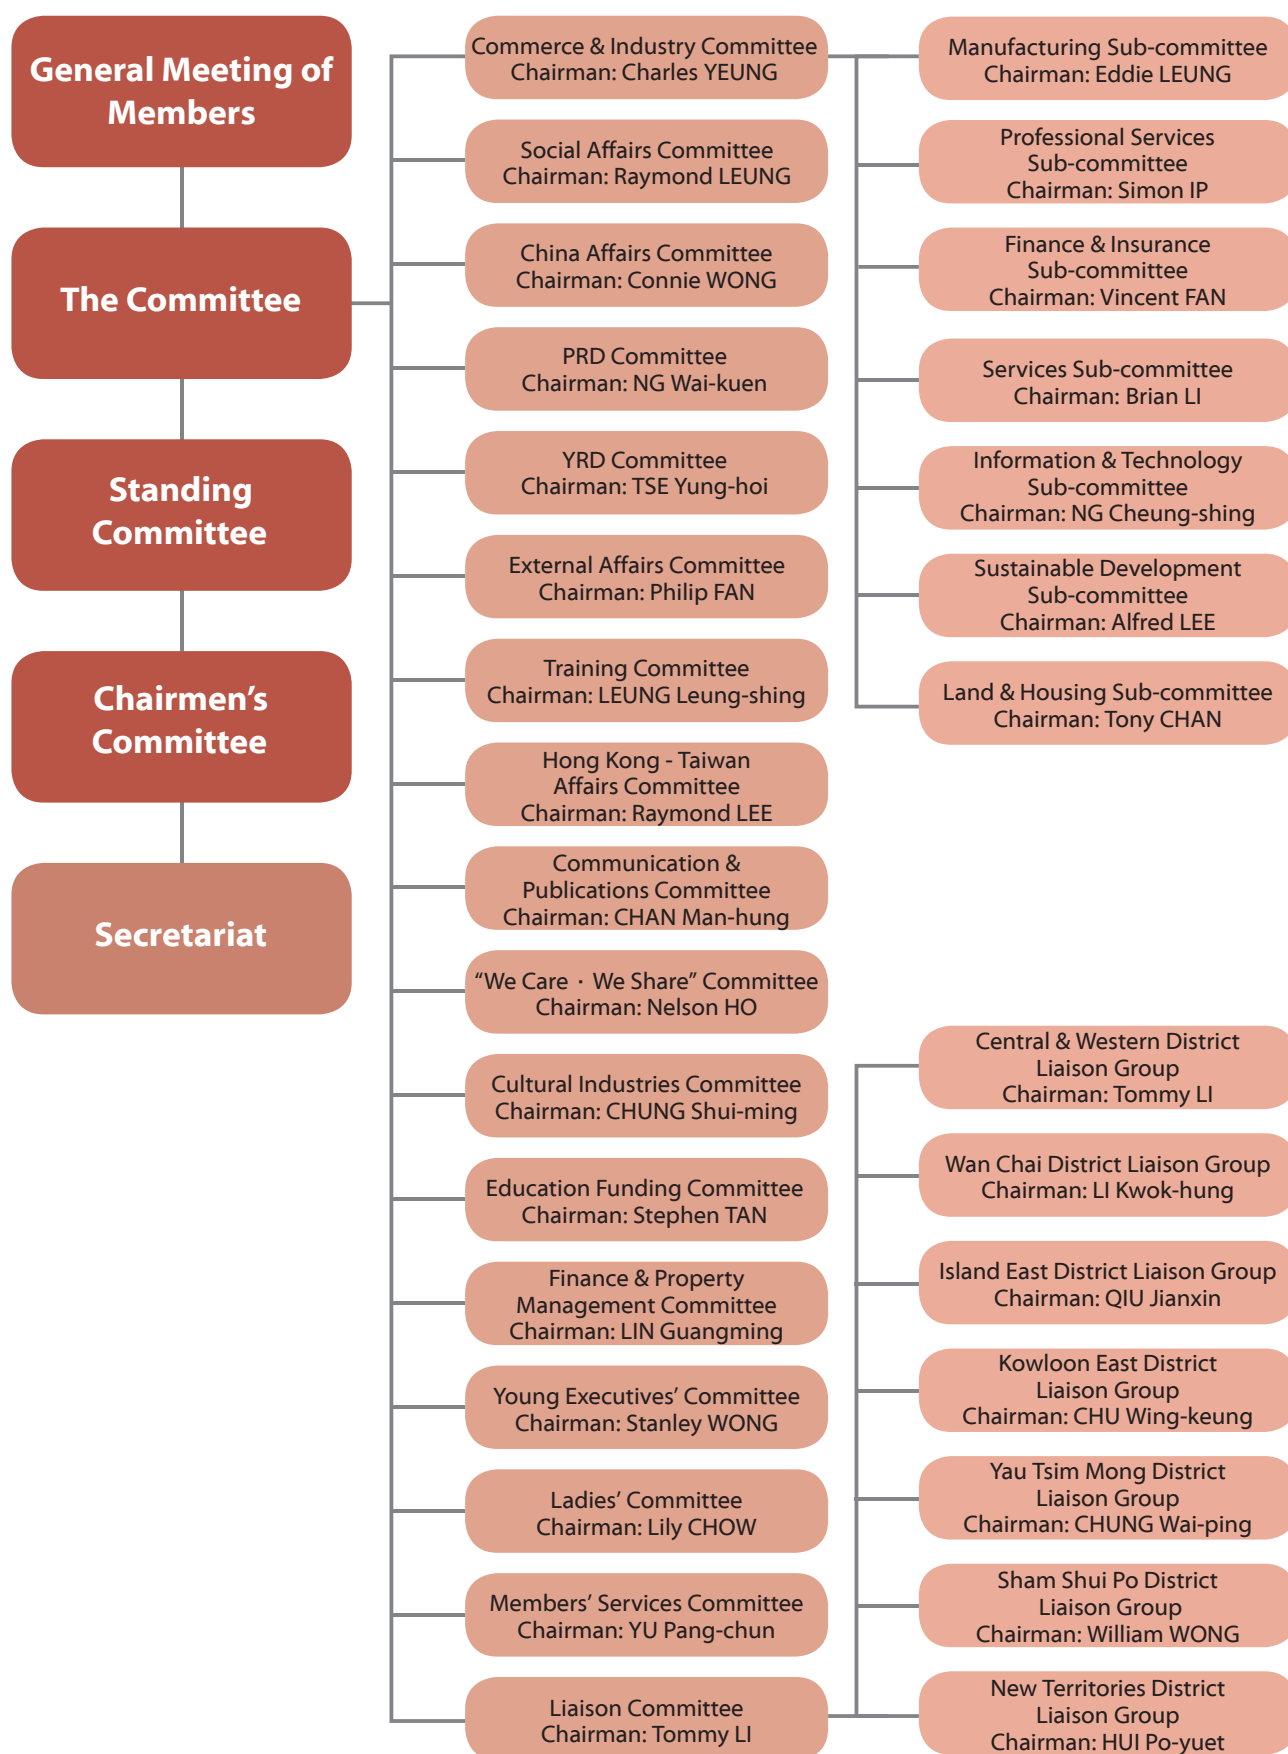 General Meeting of
Members
The Committee
Standing
Committee
Chairmen’s
Committee
Secretariat
Commerce & Industry Committee
Chairman: Charles YEUNG
Social Affairs Committee
Chairman: Raymond LEUNG
China Affairs Committee
Chairman: Connie WONG
PRD Committee
Chairman: NG Wai-kuen
YRD Committee
Chairman: TSE Yung-hoi
External Affairs Committee
Chairman: Philip FAN
Training Committee
Chairman: LEUNG Leung-shing
Hong Kong - Taiwan
Affairs Committee
Chairman: Raymond LEE
Communication &
Publications Committee
Chairman: CHAN Man-hung
“We Care · We Share” Committee
Chairman: Nelson HO
Cultural Industries Committee
Chairman: CHUNG Shui-ming
Education Funding Committee
Chairman: Stephen TAN
Finance & Property
Management Committee
Chairman: LIN Guangming
Young Executives’ Committee
Chairman: Stanley WONG
Ladies’ Committee
Chairman: Lily CHOW
Members’ Services Committee
Chairman: YU Pang-chun
Liaison Committee
Chairman: Tommy LI
Manufacturing Sub-committee
Chairman: Eddie LEUNG
Professional Services
Sub-committee
Chairman: Simon IP
Finance & Insurance
Sub-committee
Chairman: Vincent FAN
Services Sub-committee
Chairman: Brian LI
Information & Technology
Sub-committee
Chairman: NG Cheung-shing
Sustainable Development
Sub-committee
Chairman: Alfred LEE
Land & Housing Sub-committee
Chairman: Tony CHAN
Central & Western District
Liaison Group
Chairman: Tommy LI
Wan Chai District Liaison Group
Chairman: LI Kwok-hung
Island East District Liaison Group
Chairman: QIU Jianxin
Kowloon East District
Liaison Group
Chairman: CHU Wing-keung
Yau Tsim Mong District
Liaison Group
Chairman: CHUNG Wai-ping
Sham Shui Po District
Liaison Group
Chairman: William WONG
New Territories District
Liaison Group
Chairman: HUI Po-yuet